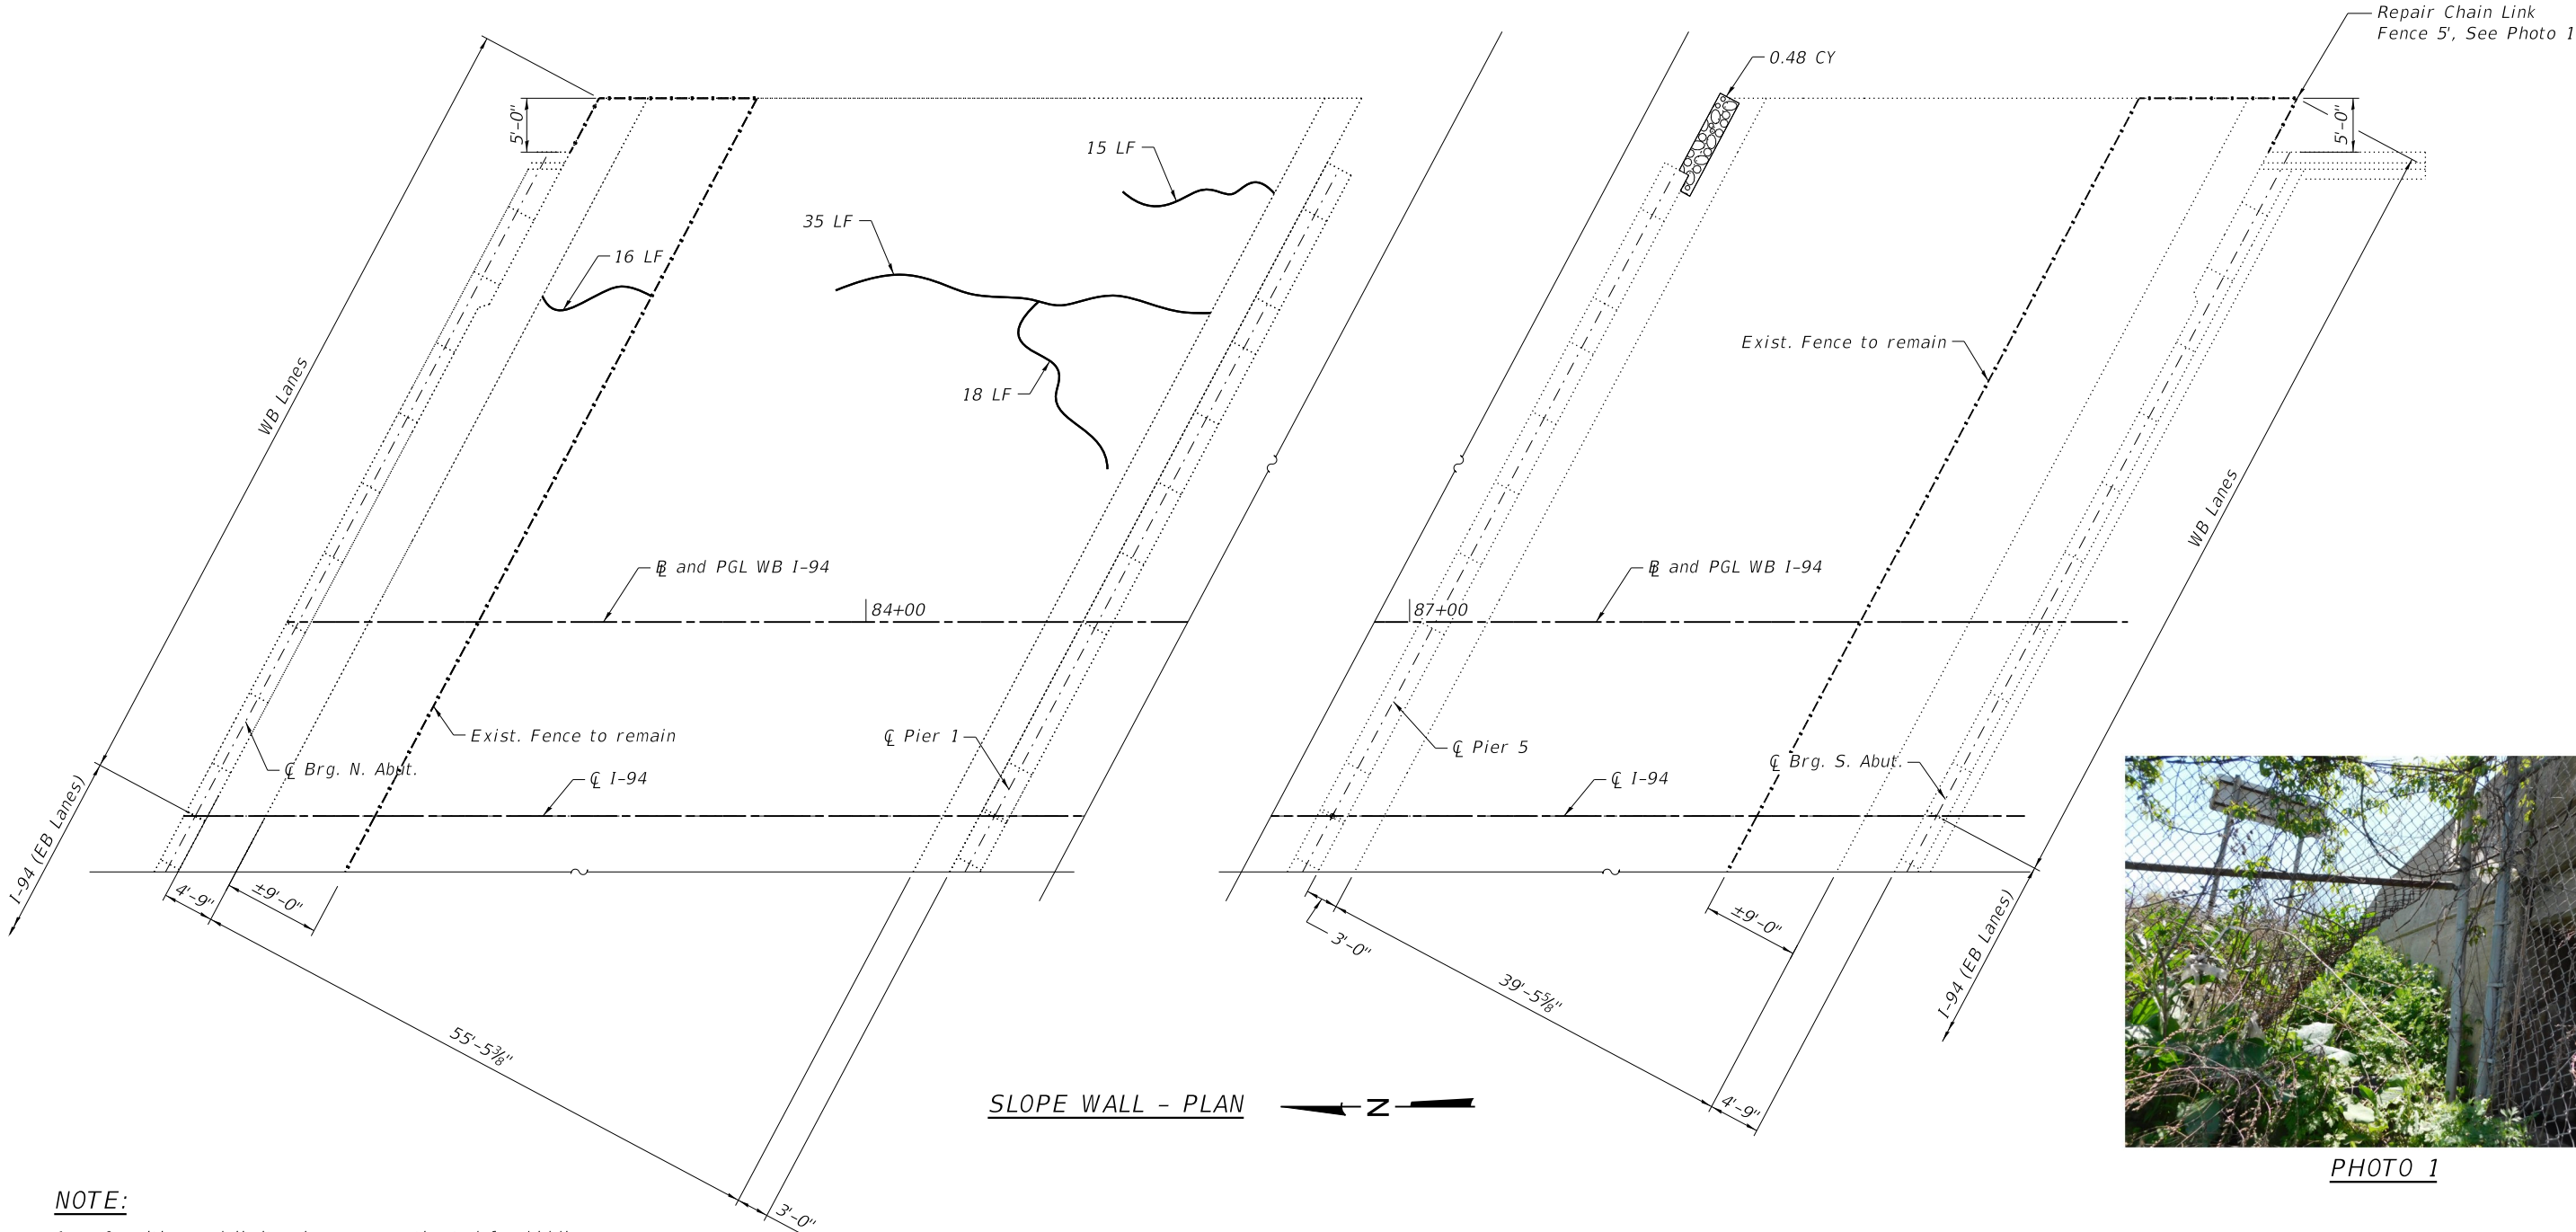 Repair Chain Link
Fence 5', See Photo 1
0.48 CY
5'-0"
5'-0"
15 LF
35 LF
16 LF
18 LF
WB Lanes
Exist. Fence to remain
WB Lanes
℄ and PGL WB I-94
84+00
℄ and PGL WB I-94
87+00
Exist. Fence to remain
℄ Pier 1
℄ Pier 5
℄ Brg. N. Abut.
℄ I-94
℄ Brg. S. Abut.
℄ I-94
I-94 (EB Lanes)
4'-9"
±9'-0"
3'-0"
±9'-0"
I-94 (EB Lanes)
39'-5⅝"
55'-5⅜"
4'-9"
3'-0"
SLOPE WALL - PLAN
N
PHOTO 1
NOTE: